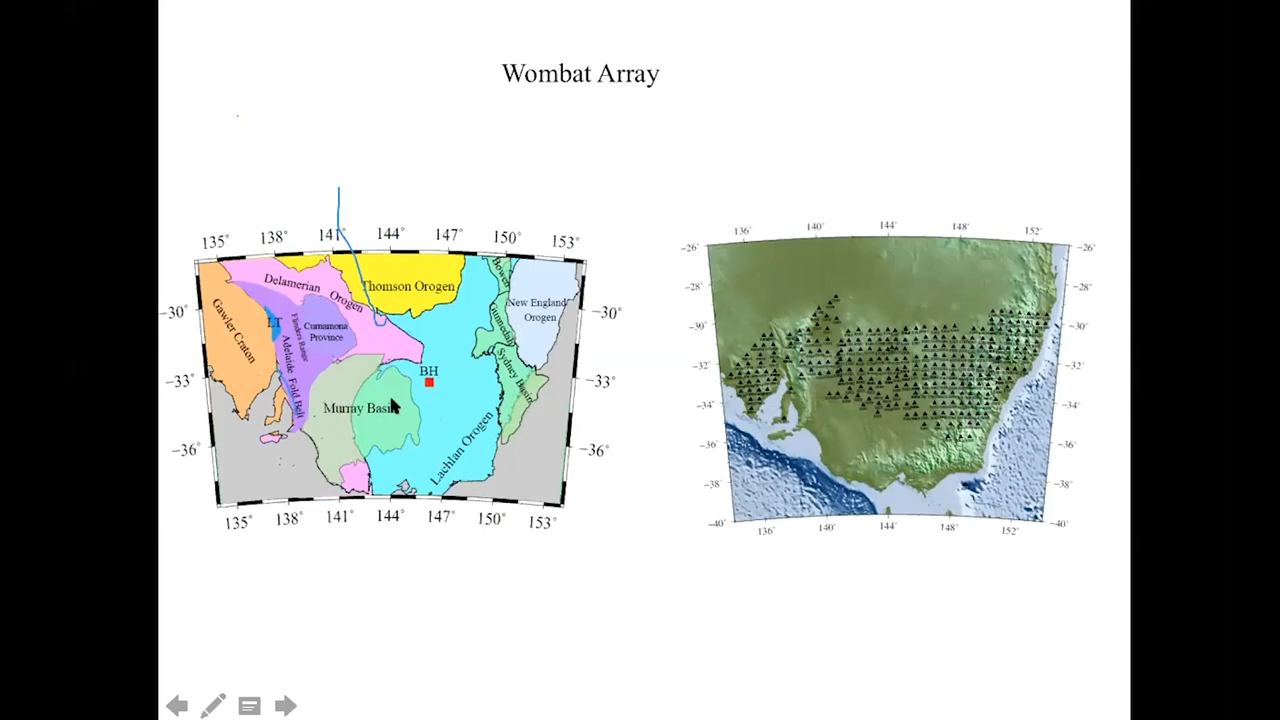 Wombat Array
135° 138° 141° 144° 147° 150° 153°
−30°
−33°
−36°
Delamerian Orogen
Thomson Orogen
Bowen
Gunnedah
New England
Orogen
Gawler Craton
LT
Flinders Range
Curnamona
Province
Adelaide Fold Belt
BH
Sydney Basin
Murray Basin
Lachlan Orogen
−30°
−33°
−36°
135° 138° 141° 144° 147° 150° 153°
136° 140° 144° 148° 152°
−26°
−28°
−30°
−32°
−34°
−36°
−38°
−40°
−26°
−28°
−30°
−32°
−34°
−36°
−38°
−40°
136° 140° 144° 148° 152°